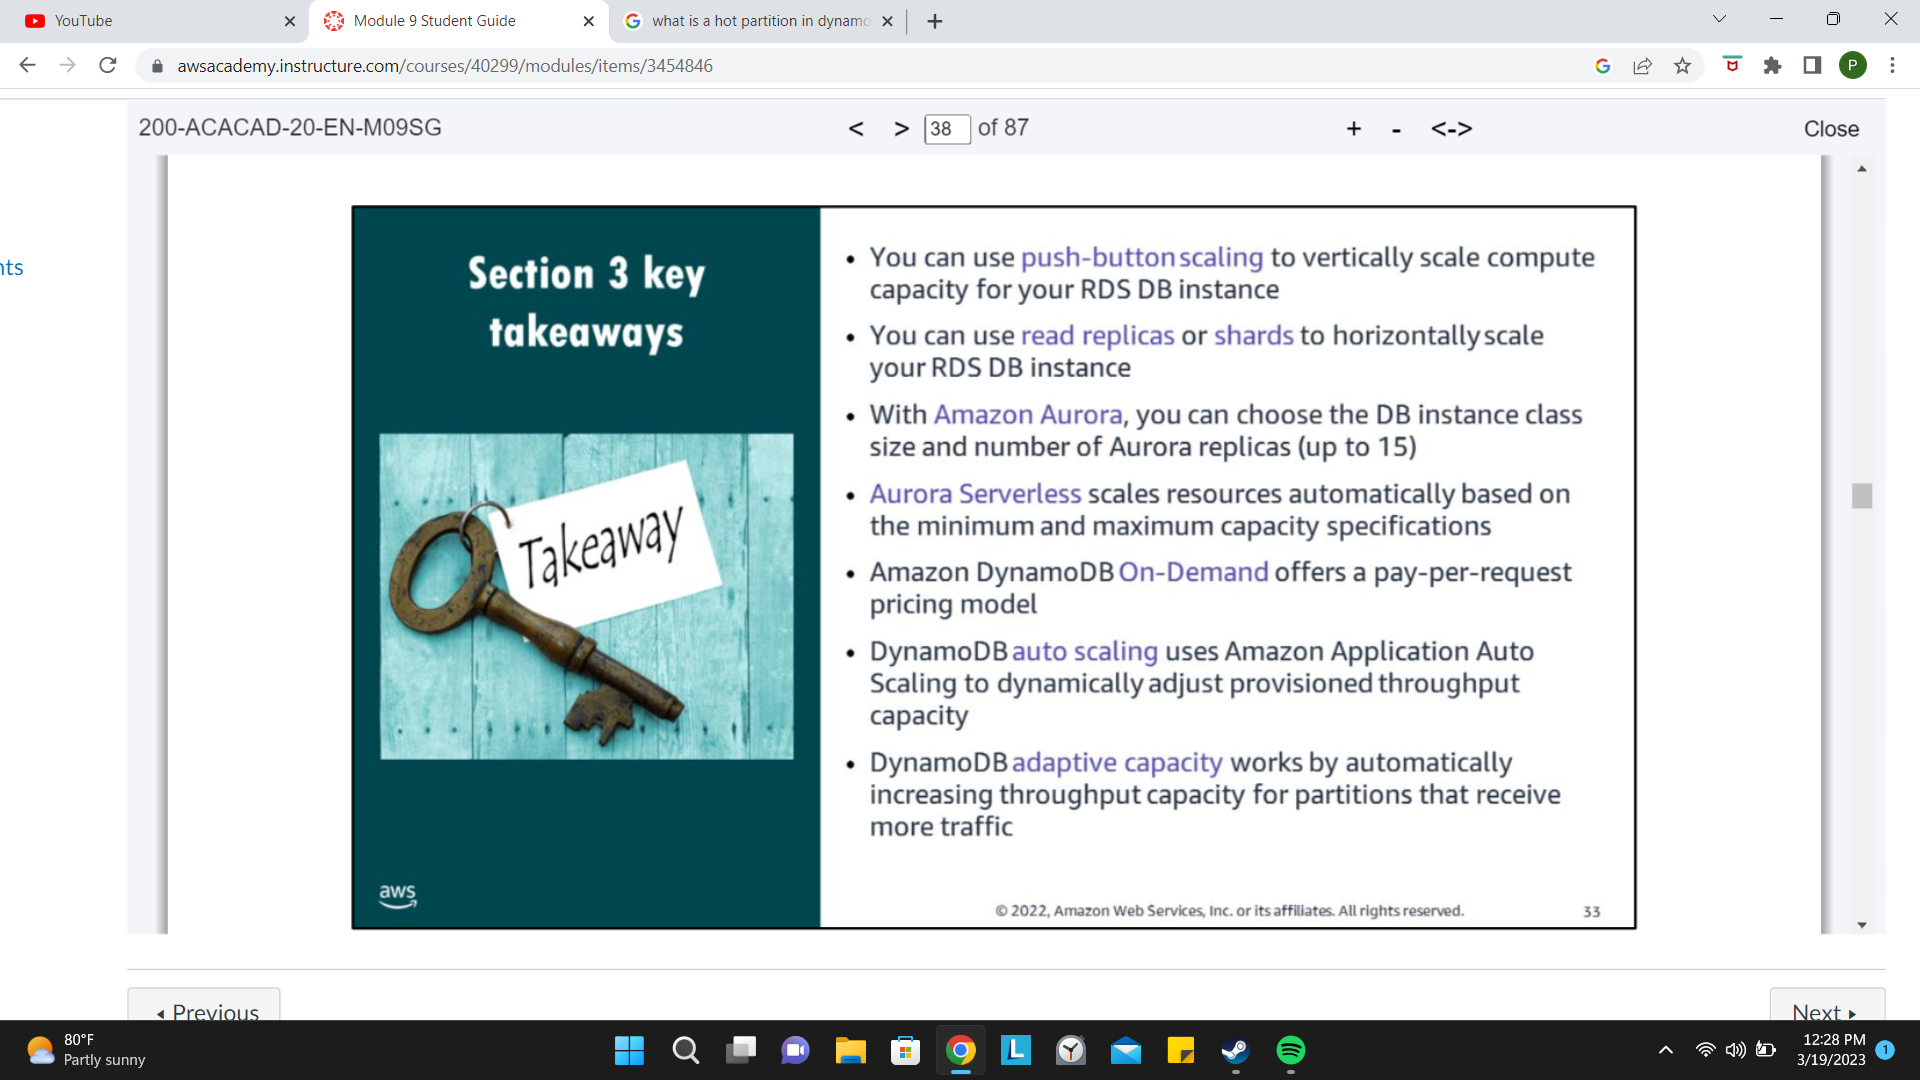 YouTube
Module 9 Student Guide
what is a hot partition in dynamo
awsacademy.instructure.com/courses/40299/modules/items/3454846
P
200-ACACAD-20-EN-M09SG
< > 38 of 87
+ - <->
Close
nts
Section 3 key
takeaways
Takeaway
aws
• You can use push-button scaling to vertically scale compute
capacity for your RDS DB instance
• You can use read replicas or shards to horizontally scale
your RDS DB instance
• With Amazon Aurora, you can choose the DB instance class
size and number of Aurora replicas (up to 15)
• Aurora Serverless scales resources automatically based on
the minimum and maximum capacity specifications
• Amazon DynamoDB On-Demand offers a pay-per-request
pricing model
• DynamoDB auto scaling uses Amazon Application Auto
Scaling to dynamically adjust provisioned throughput
capacity
• DynamoDB adaptive capacity works by automatically
increasing throughput capacity for partitions that receive
more traffic
© 2022, Amazon Web Services, Inc. or its affiliates. All rights reserved.
33
Previous
Next
80°F
Partly sunny
L
12:28 PM
3/19/2023
1